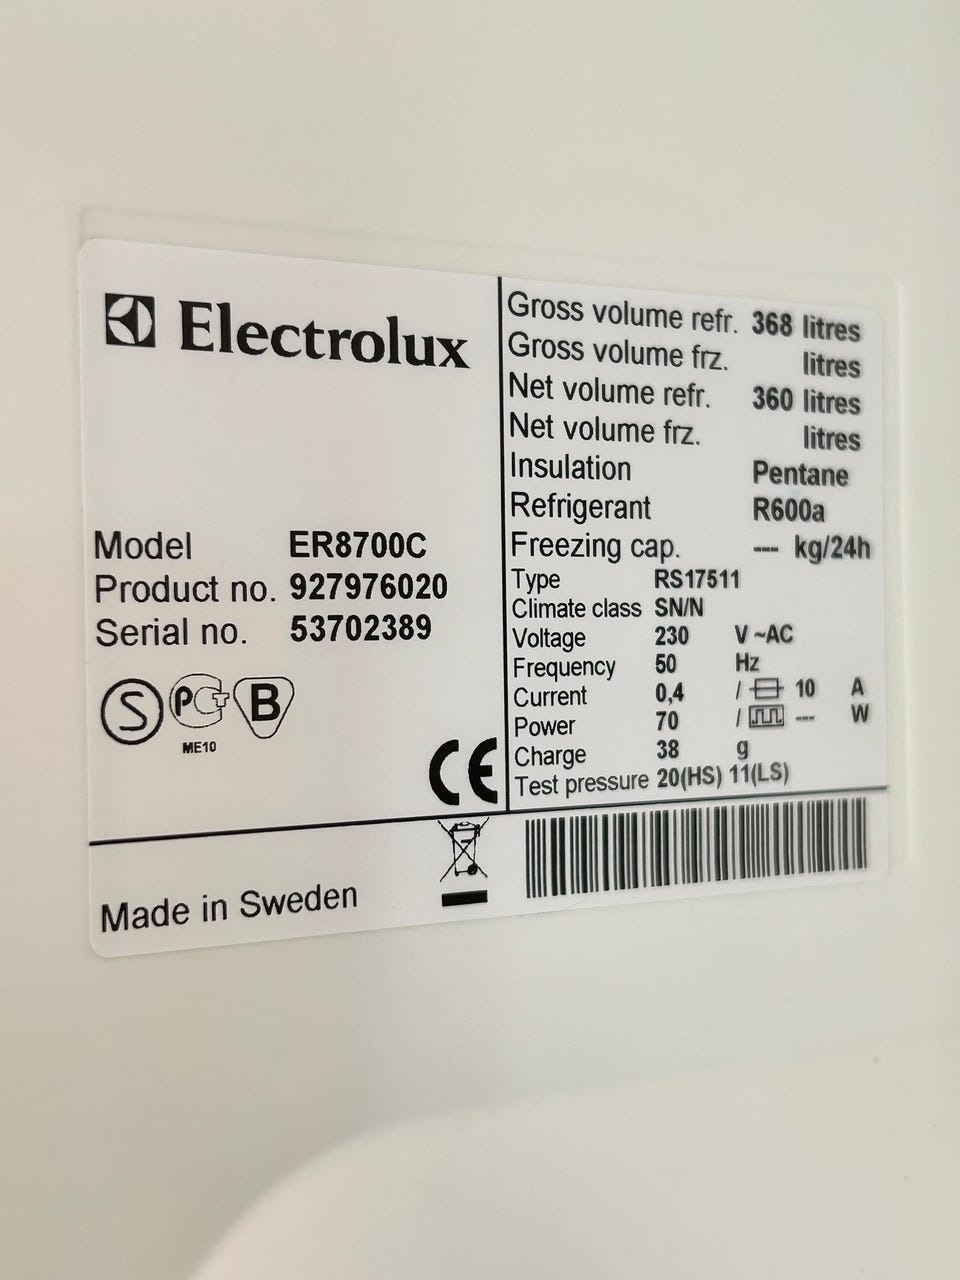 Electrolux
Model ER8700C
Product no. 927976020
Serial no. 53702389
S PCT B
ME10
CE
Gross volume refr. 368 litres
Gross volume frz. litres
Net volume refr. 360 litres
Net volume frz. litres
Insulation Pentane
Refrigerant R600a
Freezing cap. --- kg/24h
Type RS17511
Climate class SN/N
Voltage 230 V ~AC
Frequency 50 Hz
Current 0,4 / 10 A
Power 70 / --- W
Charge 38 g
Test pressure 20(HS) 11(LS)
Made in Sweden